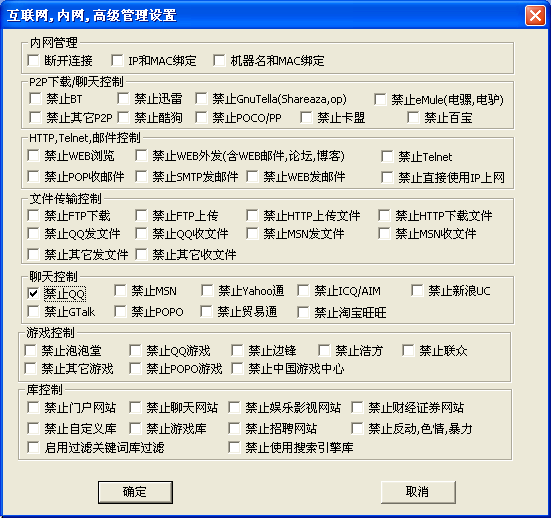 互联网,内网,高级管理设置
内网管理
断开连接 IP和MAC绑定 机器名和MAC绑定
P2P下载/聊天控制
禁止BT 禁止迅雷 禁止GnuTella(Shareaza,op) 禁止eMule(电骡,电驴)
禁止其它P2P 禁止酷狗 禁止POCO/PP 禁止卡盟 禁止百宝
HTTP,Telnet,邮件控制
禁止WEB浏览 禁止WEB外发(含WEB邮件,论坛,博客) 禁止Telnet
禁止POP收邮件 禁止SMTP发邮件 禁止WEB发邮件 禁止直接使用IP上网
文件传输控制
禁止FTP下载 禁止FTP上传 禁止HTTP上传文件 禁止HTTP下载文件
禁止QQ发文件 禁止QQ收文件 禁止MSN发文件 禁止MSN收文件
禁止其它发文件 禁止其它收文件
聊天控制
禁止QQ 禁止MSN 禁止Yahoo通 禁止ICQ/AIM 禁止新浪UC
禁止GTalk 禁止POPO 禁止贸易通 禁止淘宝旺旺
游戏控制
禁止泡泡堂 禁止QQ游戏 禁止边锋 禁止浩方 禁止联众
禁止其它游戏 禁止POPO游戏 禁止中国游戏中心
库控制
禁止门户网站 禁止聊天网站 禁止娱乐影视网站 禁止财经证券网站
禁止自定义库 禁止游戏库 禁止招聘网站 禁止反动,色情,暴力
启用过滤关键词库过滤 禁止使用搜索引擎库
确定 取消